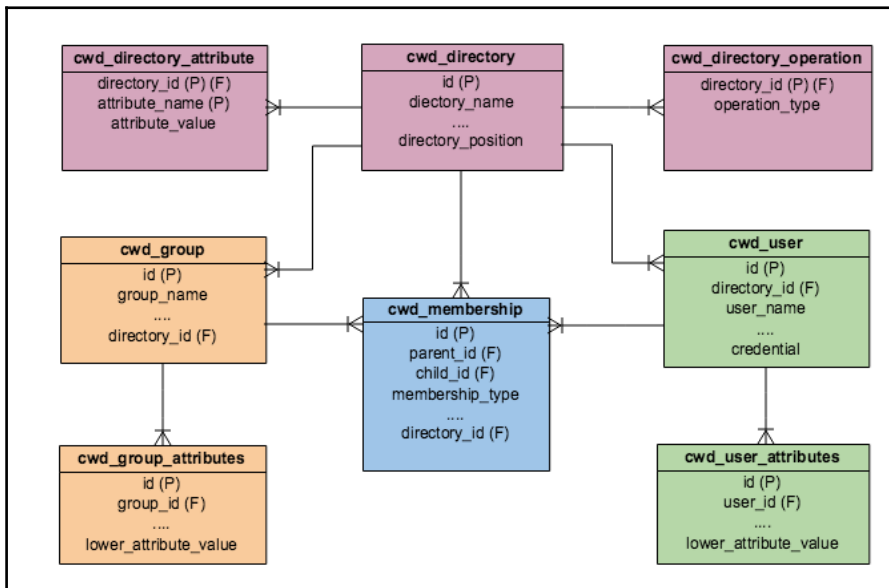 cwd_directory_attribute
directory_id (P) (F)
attribute_name (P)
attribute_value
cwd_directory
id (P)
diectory_name
....
directory_position
cwd_directory_operation
directory_id (P) (F)
operation_type
cwd_group
id (P)
group_name
....
directory_id (F)
cwd_membership
id (P)
parent_id (F)
child_id (F)
membership_type
....
directory_id (F)
cwd_user
id (P)
directory_id (F)
user_name
....
credential
cwd_group_attributes
id (P)
group_id (F)
....
lower_attribute_value
cwd_user_attributes
id (P)
user_id (F)
....
lower_attribute_value